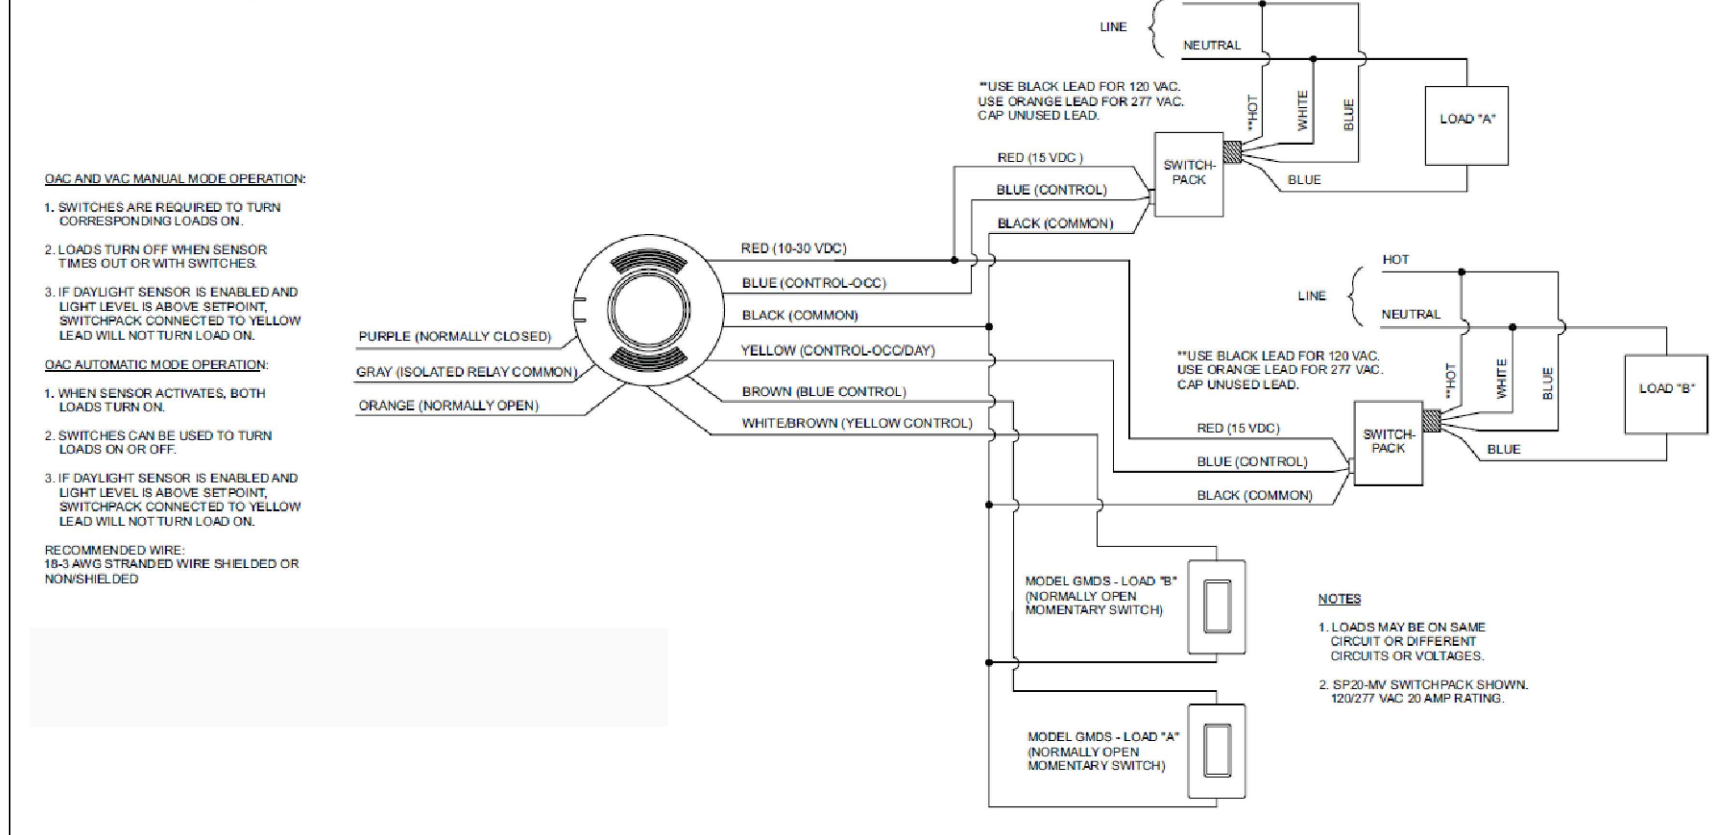 OAC AND VAC MANUAL MODE OPERATION:
1. SWITCHES ARE REQUIRED TO TURN
CORRESPONDING LOADS ON.
2. LOADS TURN OFF WHEN SENSOR
TIMES OUT OR WITH SWITCHES.
3. IF DAYLIGHT SENSOR IS ENABLED AND
LIGHT LEVEL IS ABOVE SETPOINT,
SWITCHPACK CONNECTED TO YELLOW
LEAD WILL NOT TURN LOAD ON.
OAC AUTOMATIC MODE OPERATION:
1. WHEN SENSOR ACTIVATES, BOTH
LOADS TURN ON.
2. SWITCHES CAN BE USED TO TURN
LOADS ON OR OFF.
3. IF DAYLIGHT SENSOR IS ENABLED AND
LIGHT LEVEL IS ABOVE SETPOINT,
SWITCHPACK CONNECTED TO YELLOW
LEAD WILL NOT TURN LOAD ON.
RECOMMENDED WIRE:
18-3 AWG STRANDED WIRE SHIELDED OR
NON/SHIELDED
PURPLE (NORMALLY CLOSED)
GRAY (ISOLATED RELAY COMMON)
ORANGE (NORMALLY OPEN)
RED (10-30 VDC)
BLUE (CONTROL-OCC)
BLACK (COMMON)
YELLOW (CONTROL-OCC/DAY)
BROWN (BLUE CONTROL)
WHITE/BROWN (YELLOW CONTROL)
LINE
NEUTRAL
**USE BLACK LEAD FOR 120 VAC.
USE ORANGE LEAD FOR 277 VAC.
CAP UNUSED LEAD.
**HOT
WHITE
BLUE
LOAD "A"
RED (15 VDC )
BLUE (CONTROL)
BLACK (COMMON)
SWITCH-
PACK
BLUE
HOT
LINE
NEUTRAL
**USE BLACK LEAD FOR 120 VAC.
USE ORANGE LEAD FOR 277 VAC.
CAP UNUSED LEAD.
**HOT
WHITE
BLUE
LOAD "B"
RED (15 VDC)
BLUE (CONTROL)
BLACK (COMMON)
SWITCH-
PACK
BLUE
MODEL GMDS - LOAD "B"
(NORMALLY OPEN
MOMENTARY SWITCH)
MODEL GMDS - LOAD "A"
(NORMALLY OPEN
MOMENTARY SWITCH)
NOTES
1. LOADS MAY BE ON SAME
CIRCUIT OR DIFFERENT
CIRCUITS OR VOLTAGES.
2. SP20-MV SWITCHPACK SHOWN.
120/277 VAC 20 AMP RATING.